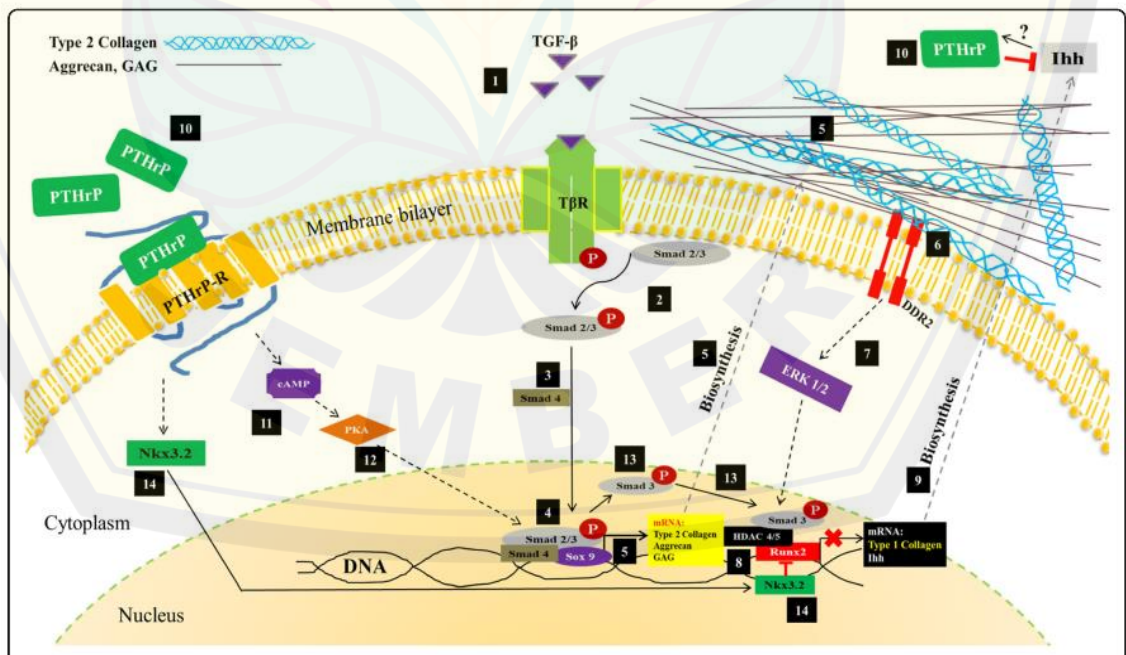 Type 2 Collagen
Aggrecan, GAG
TGF-β
1
10
PTHrP
?
Ihh
10
PTHrP
PTHrP
PTHrP
PTHrP-R
Membrane bilayer
TβR
P
Smad 2/3
5
6
DDR2
2
Smad 2/3
P
3
Smad 4
5
Biosynthesis
7
ERK 1/2
cAMP
11
PKA
12
Nkx3.2
14
13
Smad 3
P
13
9
Biosynthesis
Cytoplasm
4
Smad 2/3
P
Smad 4
Sox 9
5
mRNA:
Type 2 Collagen
Aggrecan
GAG
Smad 3
P
HDAC 4/5
Runx2
8
Nkx3.2
14
mRNA:
Type 1 Collagen
Ihh
DNA
Nucleus
EMBER